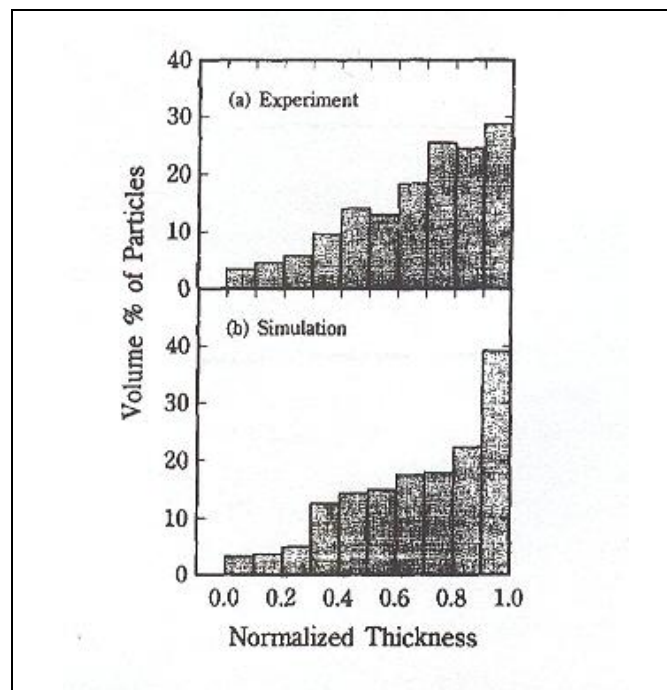 40
(a) Experiment
30
20
10
0
Volume % of Particles
(b) Simulation
40
30
20
10
0
0.0 0.2 0.4 0.6 0.8 1.0
Normalized Thickness